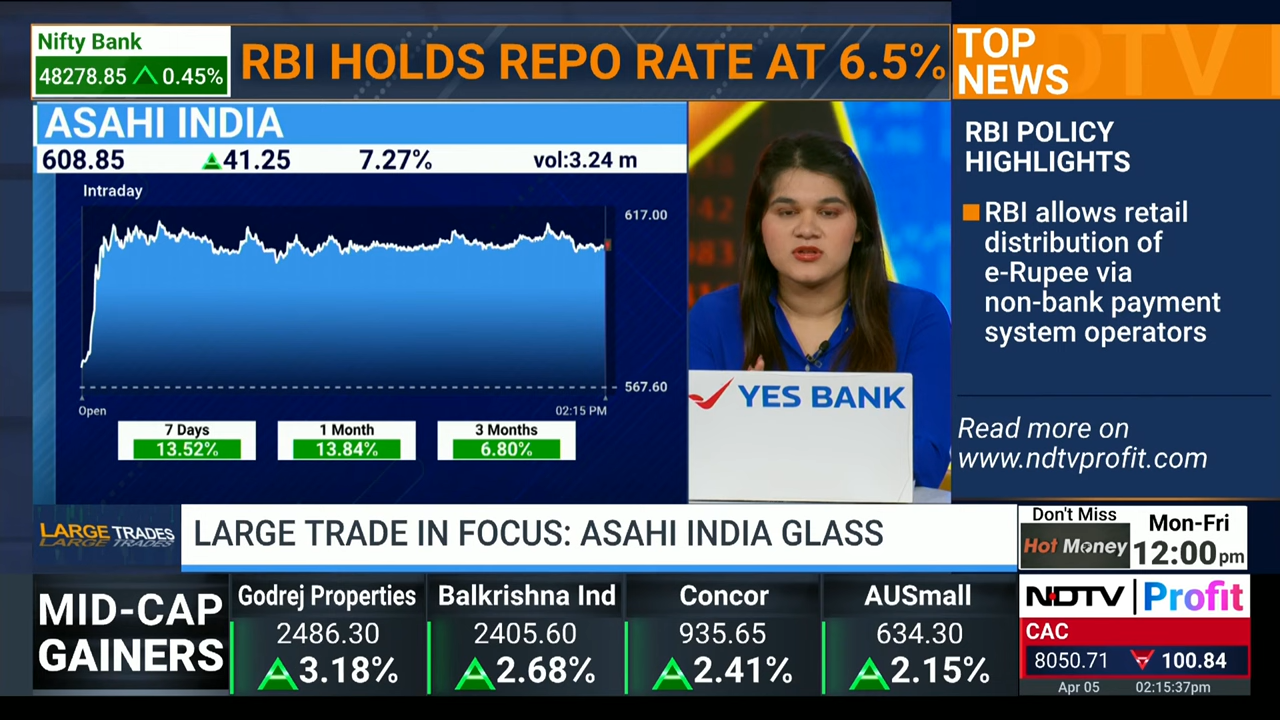 Nifty Bank
48278.85 0.45%
RBI HOLDS REPO RATE AT 6.5%
TOP
NEWS
ASAHI INDIA
608.85 41.25 7.27% vol:3.24 m
Intraday
617.00
567.60
Open 02:15 PM
7 Days
13.52%
1 Month
13.84%
3 Months
6.80%
YES BANK
RBI POLICY
HIGHLIGHTS
RBI allows retail
distribution of
e-Rupee via
non-bank payment
system operators
Read more on
www.ndtvprofit.com
LARGE TRADES
LARGE TRADE IN FOCUS: ASAHI INDIA GLASS
Don't Miss
Hot Money
Mon-Fri
12:00pm
MID-CAP
GAINERS
Godrej Properties
2486.30
3.18%
Balkrishna Ind
2405.60
2.68%
Concor
935.65
2.41%
AUSmall
634.30
2.15%
NDTV Profit
CAC
8050.71 100.84
Apr 05 02:15:37pm